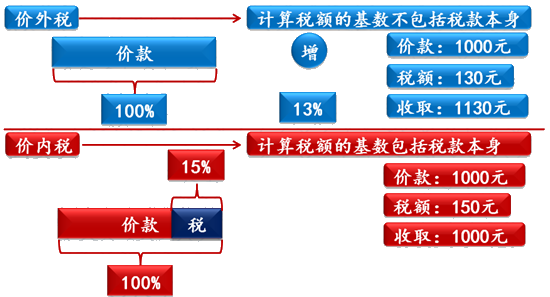 价外税
计算税额的基数不包括税款本身
价款
增
价款：1000元
税额：130元
100%
13%
收取：1130元
价内税
计算税额的基数包括税款本身
15%
价款：1000元
税额：150元
价款
税
收取：1000元
100%